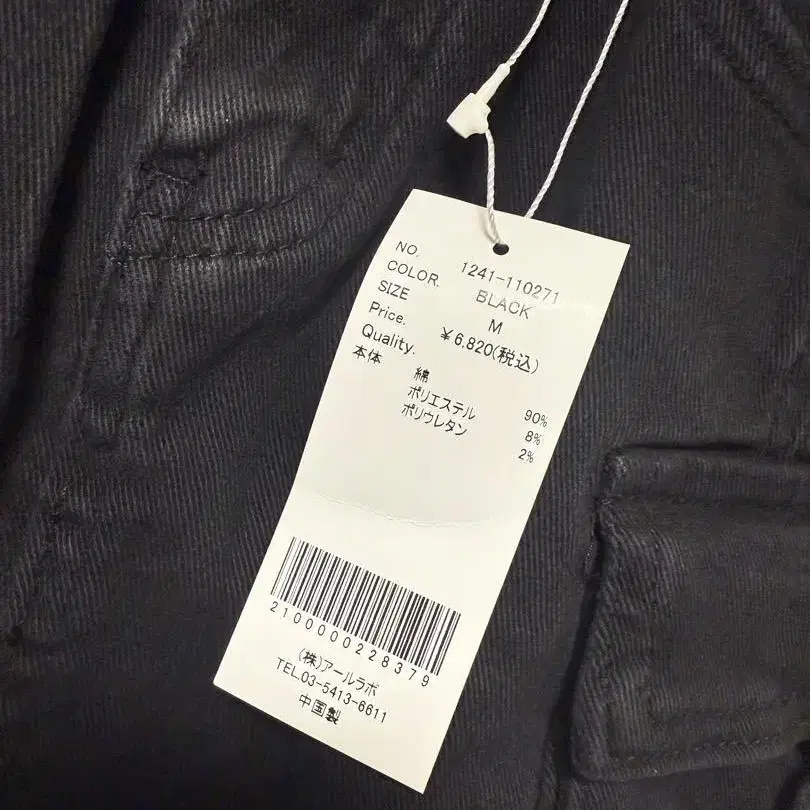 NO. 1241-110271
COLOR. BLACK
SIZE M
Price. ¥6,820(税込)
Quality.
本体 綿 90%
ポリエステル 8%
ポリウレタン 2%
2100000228379
(株)アールラボ
TEL.03-5413-6611
中国製